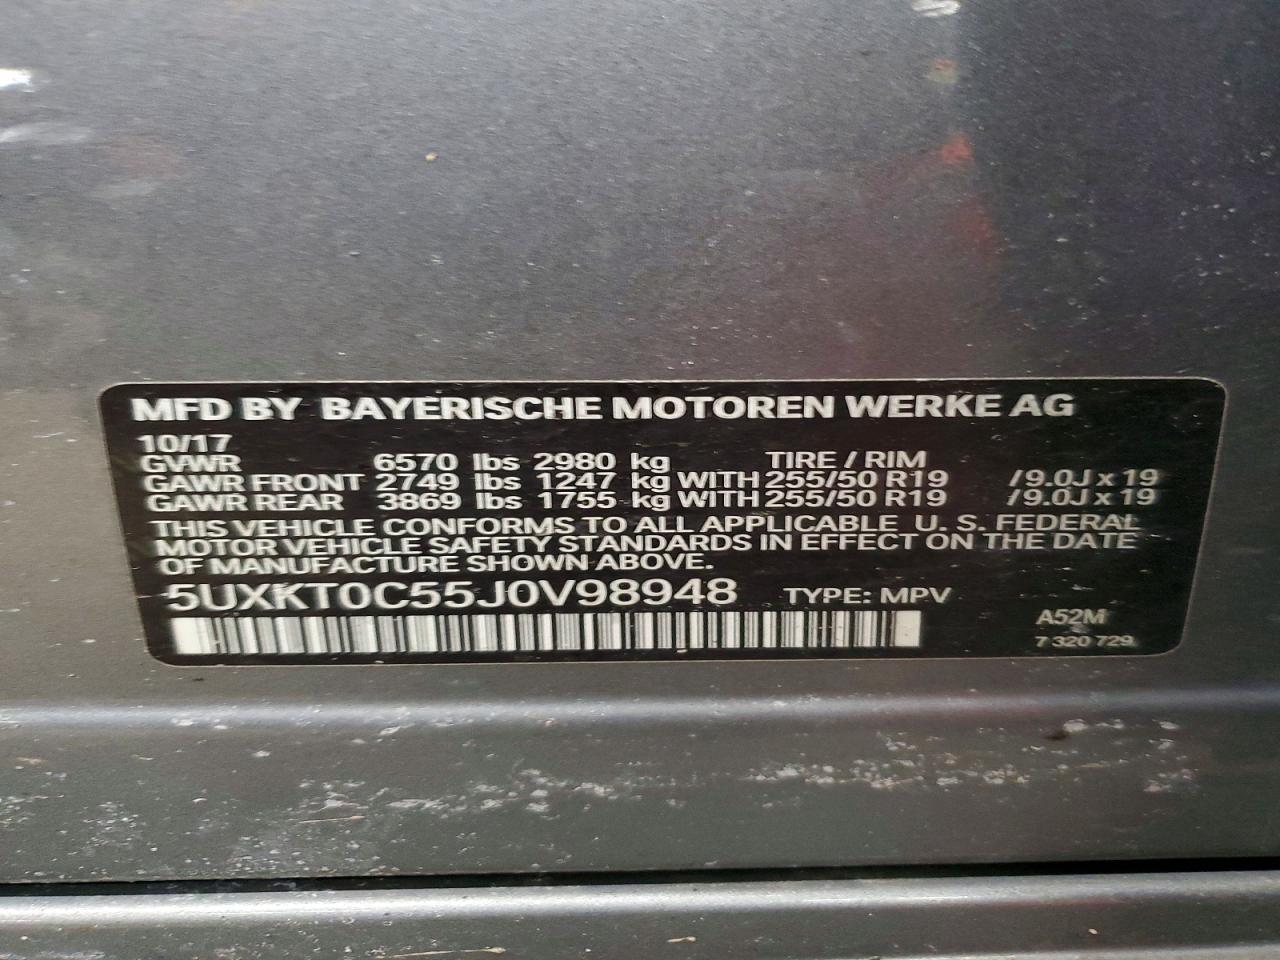 MFD BY BAYERISCHE MOTOREN WERKE AG
10/17
GVWR 6570 lbs 2980 kg TIRE / RIM
GAWR FRONT 2749 lbs 1247 kg WITH 255/50 R19 /9.0J x 19
GAWR REAR 3869 lbs 1755 kg WITH 255/50 R19 /9.0J x 19
THIS VEHICLE CONFORMS TO ALL APPLICABLE U. S. FEDERAL
MOTOR VEHICLE SAFETY STANDARDS IN EFFECT ON THE DATE
OF MANUFACTURE SHOWN ABOVE.
5UXKT0C55J0V98948 TYPE: MPV
A52M
7 320 729